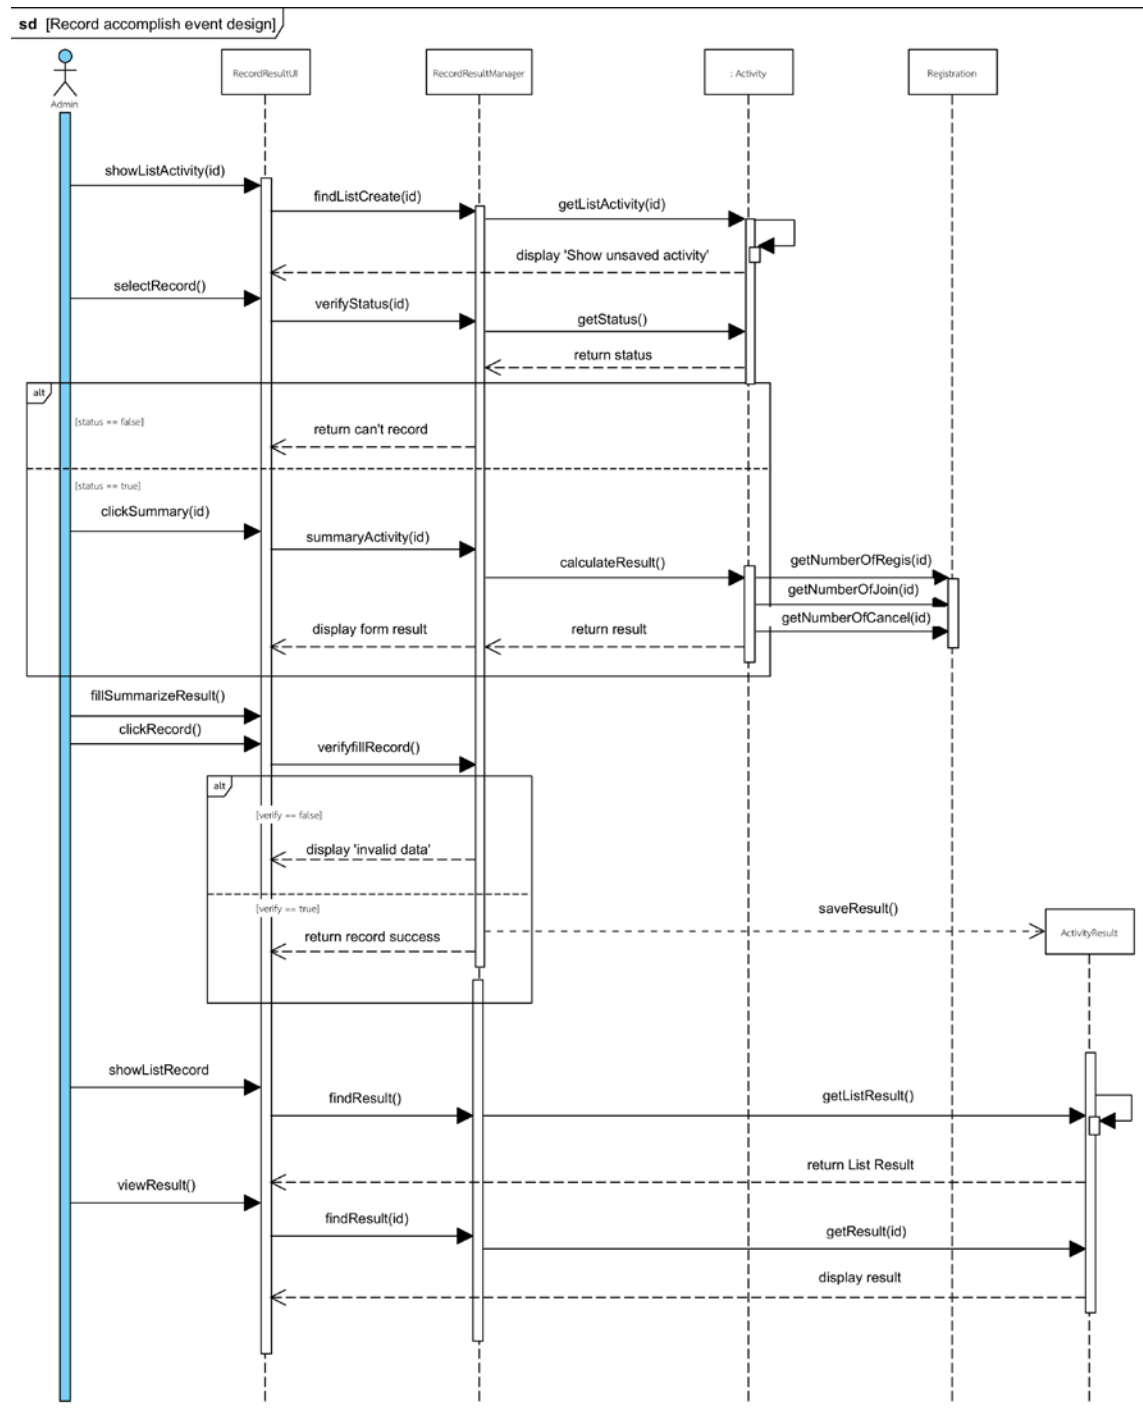 sd [Record accomplish event design]
Admin
RecordResultUI
RecordResultManager
: Activity
Registration
showListActivity(id)
findListCreate(id)
getListActivity(id)
display 'Show unsaved activity'
selectRecord()
verifyStatus(id)
getStatus()
return status
alt
[status == false]
return can't record
[status == true]
clickSummary(id)
summaryActivity(id)
calculateResult()
getNumberOfRegis(id)
getNumberOfJoin(id)
getNumberOfCancel(id)
display form result
return result
fillSummarizeResult()
clickRecord()
verifyfillRecord()
alt
[verify == false]
display 'invalid data'
[verify == true]
saveResult()
return record success
ActivityResult
showListRecord
findResult()
getListResult()
return List Result
viewResult()
findResult(id)
getResult(id)
display result